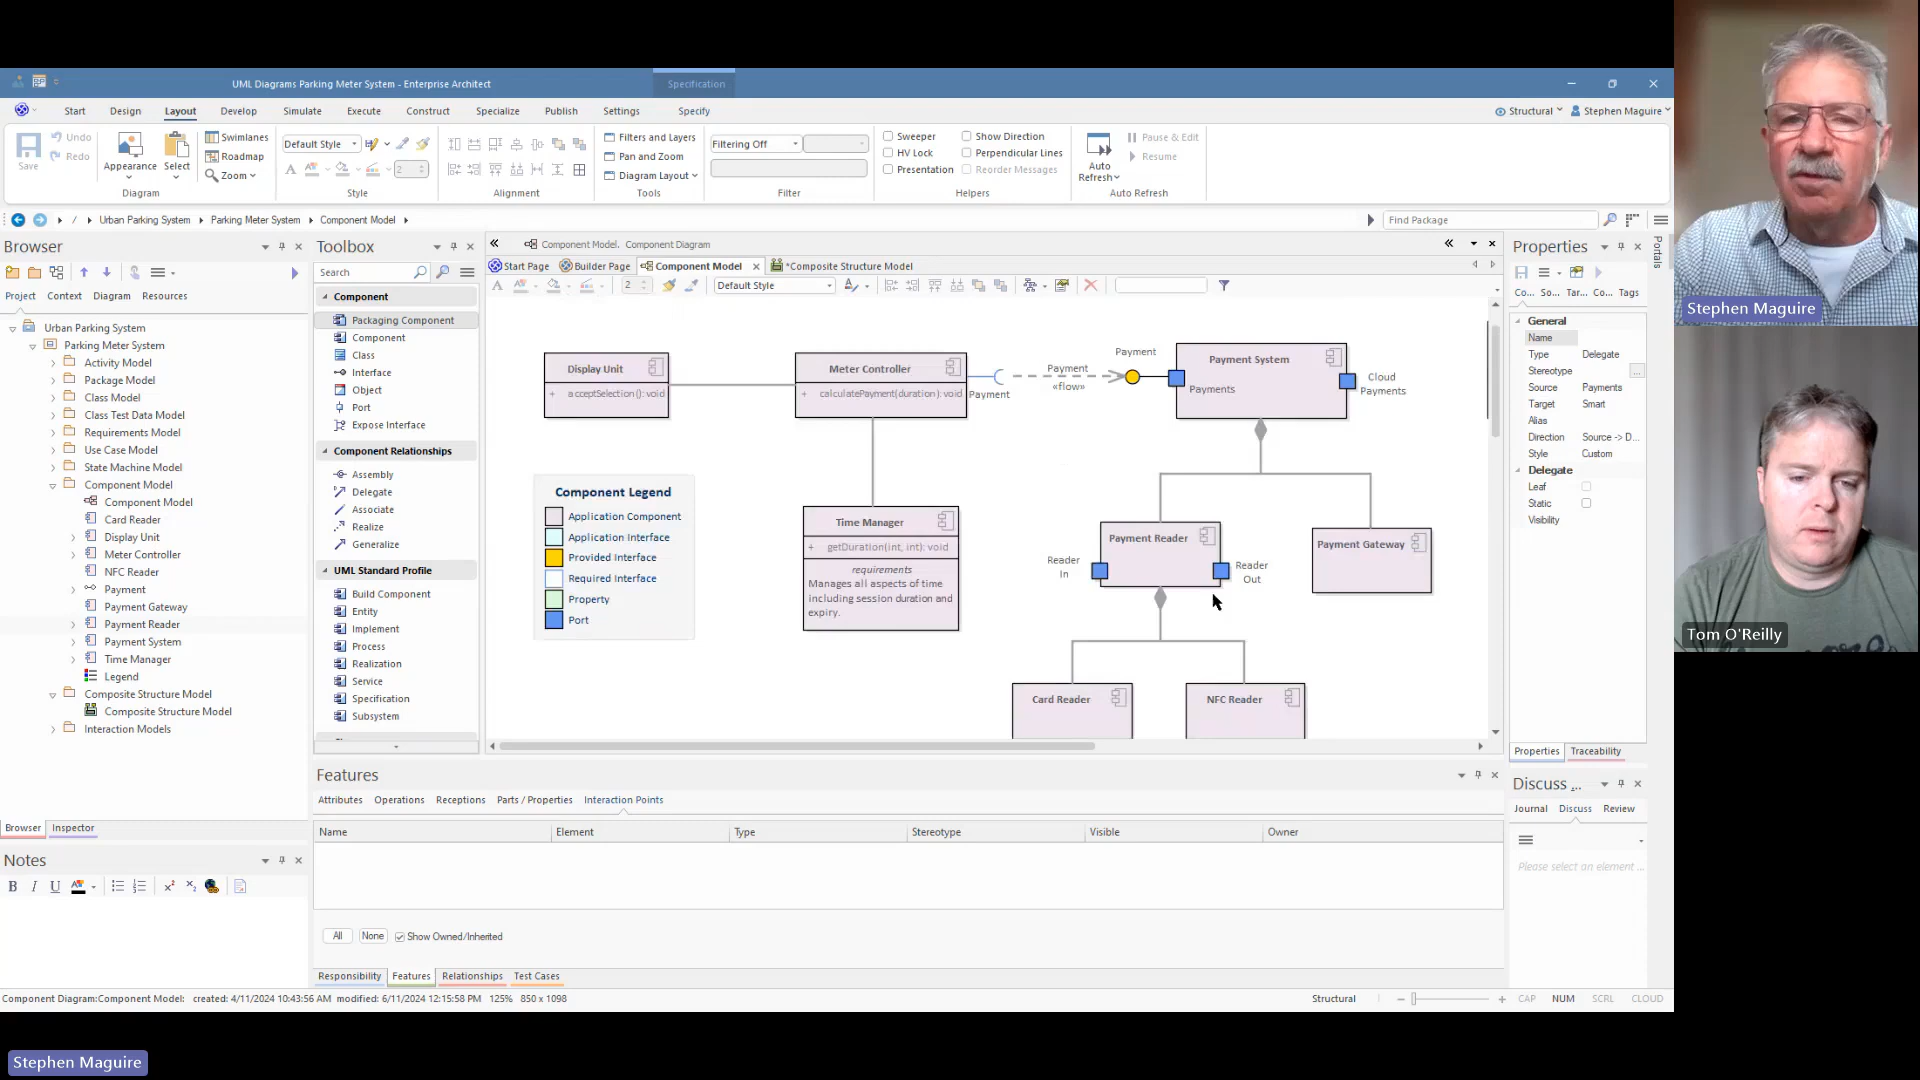 UML Diagrams Parking Meter System - Enterprise Architect
Specification
Start Design Layout Develop Simulate Execute Construct Specialize Publish Settings Specify
Structural
Stephen Maguire
Save
Undo
Redo
Appearance
Select
Swimlanes
Roadmap
Zoom
Diagram
Default Style
2
Style
Alignment
Filters and Layers
Pan and Zoom
Diagram Layout
Tools
Filtering Off
Filter
Sweeper
HV Lock
Presentation
Show Direction
Perpendicular Lines
Reorder Messages
Helpers
Auto
Refresh
Pause & Edit
Resume
Auto Refresh
/ Urban Parking System Parking Meter System Component Model
Find Package
Portals
Browser
Project Context Diagram Resources
Urban Parking System
Parking Meter System
Activity Model
Package Model
Class Model
Class Test Data Model
Requirements Model
Use Case Model
State Machine Model
Component Model
Component Model
Card Reader
Display Unit
Meter Controller
NFC Reader
Payment
Payment Gateway
Payment Reader
Payment System
Time Manager
Legend
Composite Structure Model
Composite Structure Model
Interaction Models
Browser Inspector
Notes
B I U
Toolbox
Search
Component
Packaging Component
Component
Class
Interface
Object
Port
Expose Interface
Component Relationships
Assembly
Delegate
Associate
Realize
Generalize
UML Standard Profile
Build Component
Entity
Implement
Process
Realization
Service
Specification
Subsystem
Component Model. Component Diagram
Start Page Builder Page Component Model *Composite Structure Model
2
Default Style
Display Unit
+ acceptSelection(): void
Meter Controller
+ calculatePayment(duration): void
Payment
Payment
«flow»
Payment
Payment System
Payments
Cloud
Payments
Component Legend
Application Component
Application Interface
Provided Interface
Required Interface
Property
Port
Time Manager
+ getDuration(int, int): void
requirements
Manages all aspects of time
including session duration and
expiry.
Payment Reader
Reader
In
Reader
Out
Payment Gateway
Card Reader
NFC Reader
Properties
Co... So... Tar... Co... Tags
General
Name
Type Delegate
Stereotype
Source Payments
Target Smart
Alias
Direction Source -> D...
Style Custom
Delegate
Leaf
Static
Visibility
Properties Traceability
Discuss ...
Journal Discuss Review
Please select an element ...
Features
Attributes Operations Receptions Parts / Properties Interaction Points
Name Element Type Stereotype Visible Owner
All None Show Owned/Inherited
Responsibility Features Relationships Test Cases
Component Diagram:Component Model: created: 4/11/2024 10:43:56 AM modified: 6/11/2024 12:15:58 PM 125% 850 x 1098
Structural
CAP NUM SCRL CLOUD
Stephen Maguire
Tom O'Reilly
Stephen Maguire